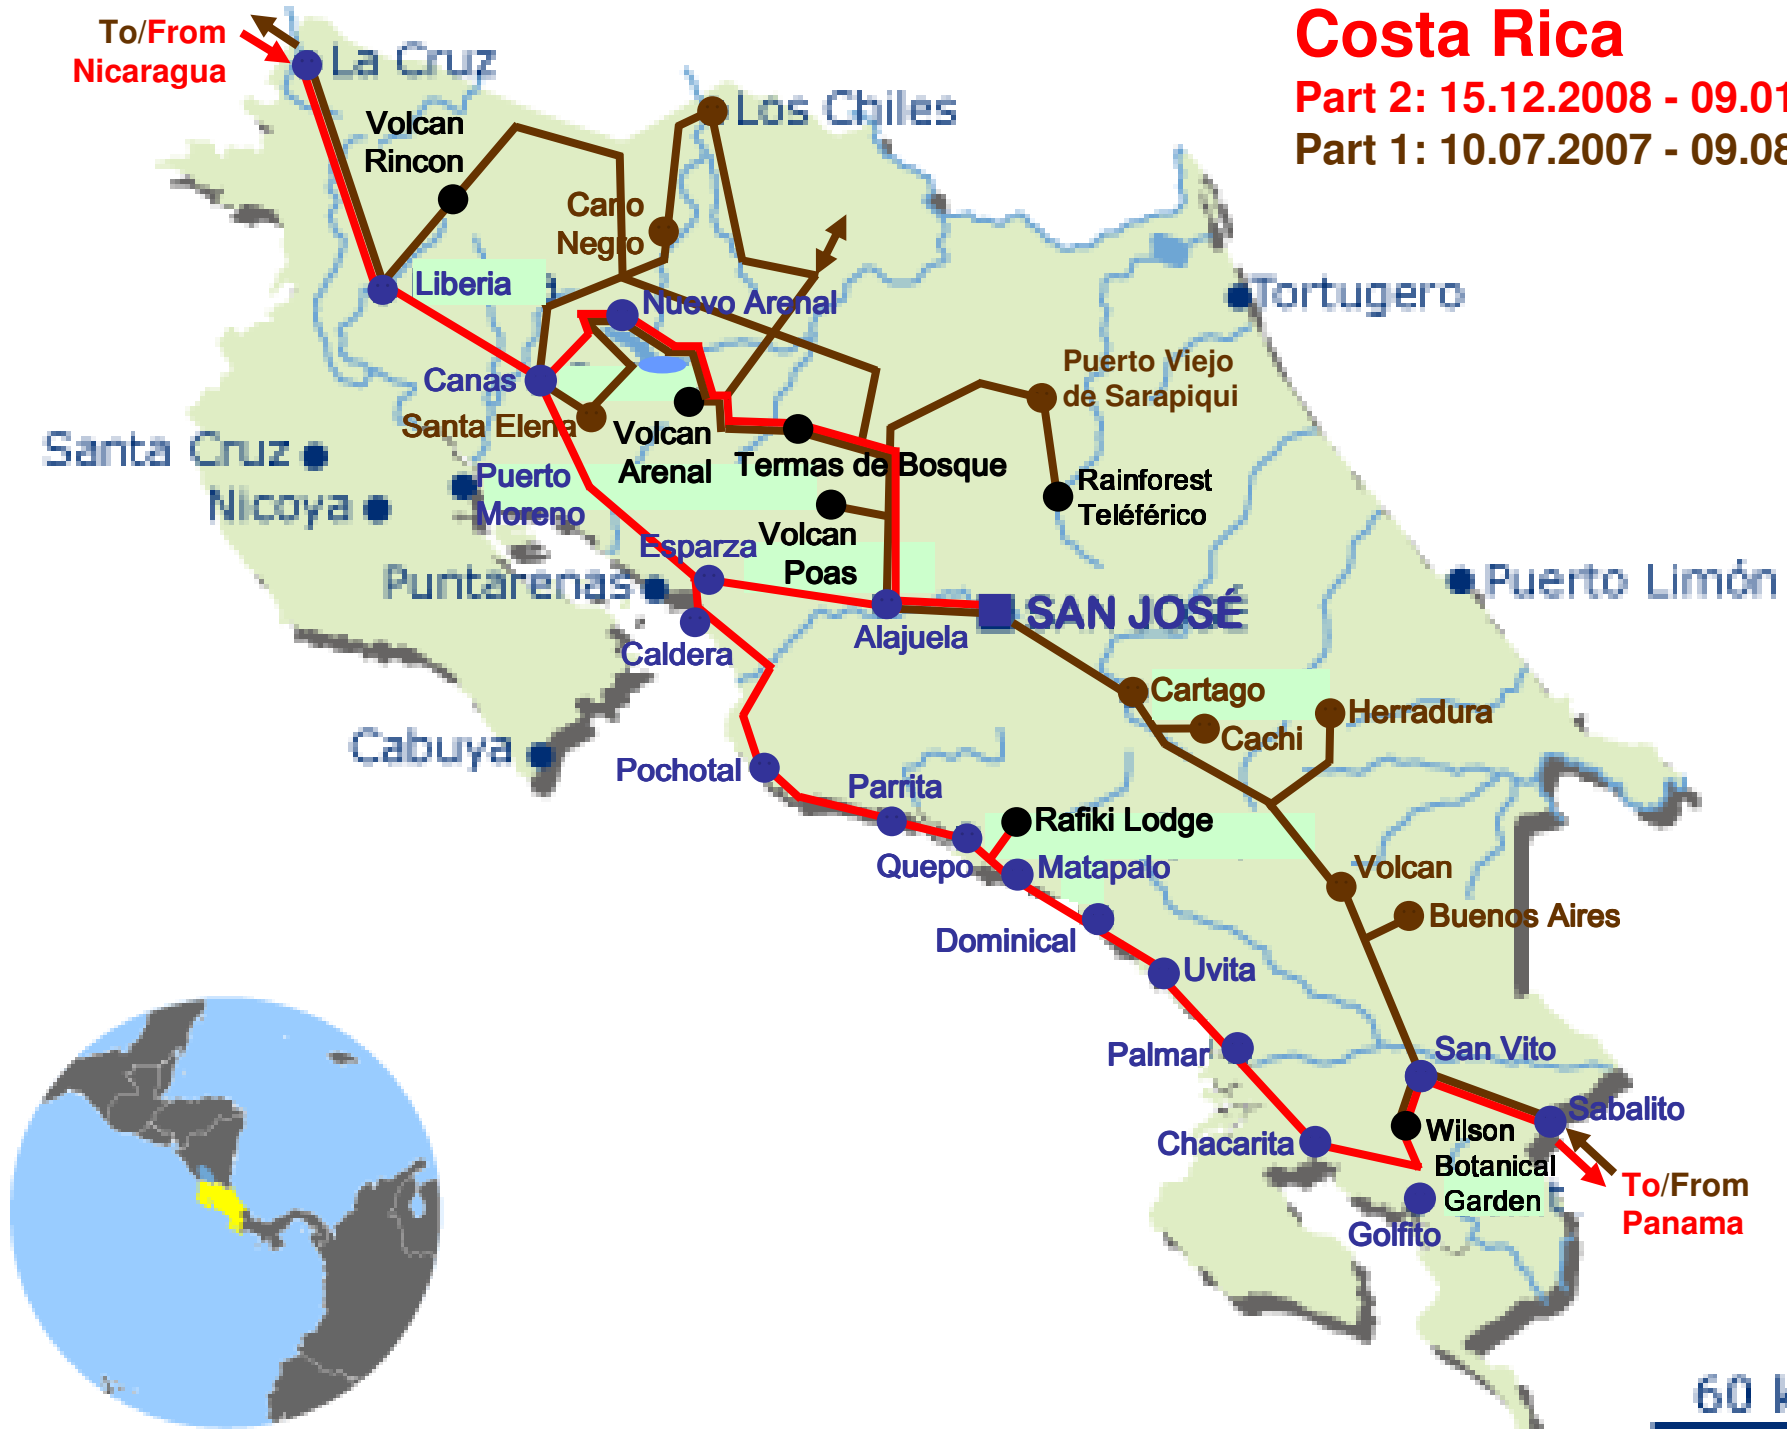 Costa Rica
Part 2: 15.12.2008 - 09.01
Part 1: 10.07.2007 - 09.08
To/From
Nicaragua
La Cruz
Los Chiles
Volcan
Rincon
Cano
Negro
Liberia
Nuevo Arenal
Tortugero
Puerto Viejo
de Sarapiqui
Canas
Santa Elena
Volcan
Arenal
Termas de Bosque
Santa Cruz
Nicoya
Puerto
Moreno
Rainforest
Teléférico
Volcan
Poas
Esparza
Puntarenas
Puerto Limón
SAN JOSÉ
Alajuela
Caldera
Cartago
Herradura
Cachi
Cabuya
Pochotal
Parrita
Rafiki Lodge
Quepo
Matapalo
Volcan
Buenos Aires
Dominical
Uvita
Palmar
San Vito
Sabalito
Chacarita
Wilson
Botanical
Garden
Golfito
To/From
Panama
60